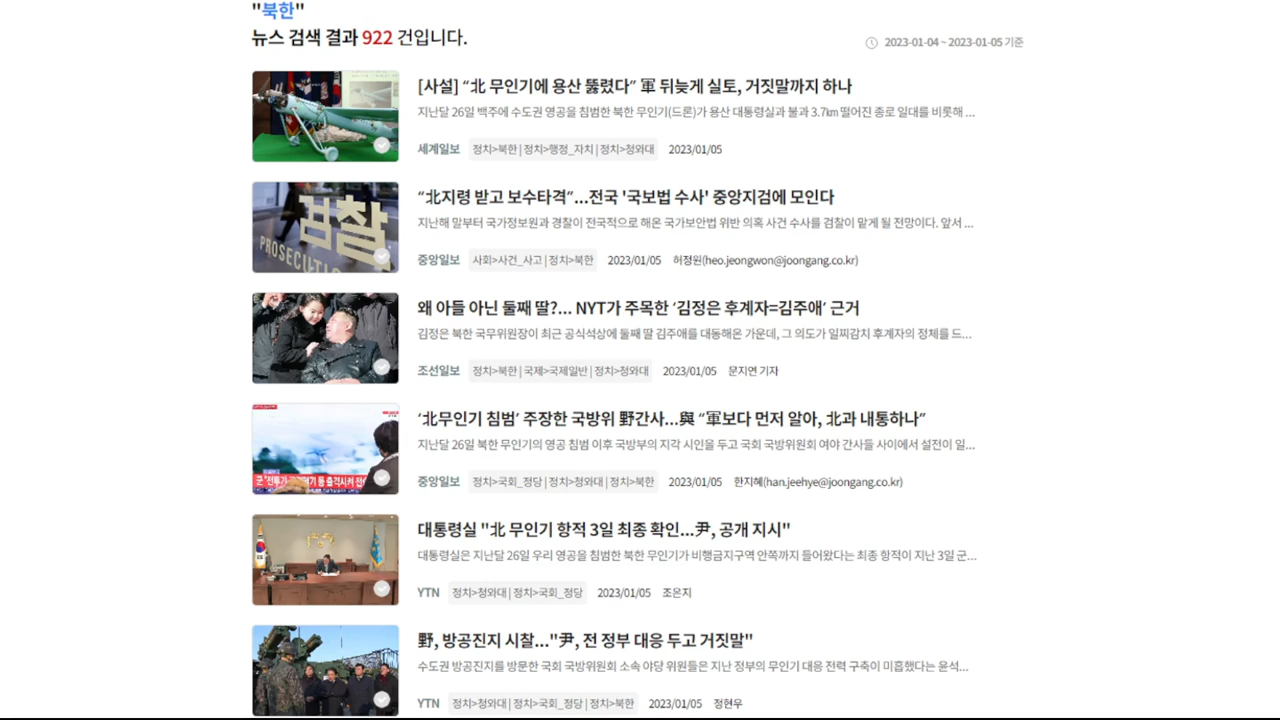 "북한"
뉴스 검색 결과 922 건입니다.
2023-01-04 ~ 2023-01-05 기준
[사설] “北 무인기에 용산 뚫렸다” 軍 뒤늦게 실토, 거짓말까지 하나
지난달 26일 백주에 수도권 영공을 침범한 북한 무인기(드론)가 용산 대통령실과 불과 3.7㎞ 떨어진 종로 일대를 비롯해 ...
세계일보 정치>북한 | 정치>행정_자치 | 정치>청와대 2023/01/05
“北지령 받고 보수타격”...전국 '국보법 수사' 중앙지검에 모인다
지난해 말부터 국가정보원과 경찰이 전국적으로 해온 국가보안법 위반 의혹 사건 수사를 검찰이 맡게 될 전망이다. 앞서 ...
검찰
PROSECUTIO
중앙일보 사회>사건_사고 | 정치>북한 2023/01/05 허정원(heo.jeongwon@joongang.co.kr)
왜 아들 아닌 둘째 딸?... NYT가 주목한 ‘김정은 후계자=김주애’ 근거
김정은 북한 국무위원장이 최근 공식석상에 둘째 딸 김주애를 대동해온 가운데, 그 의도가 일찌감치 후계자의 정체를 드...
조선일보 정치>북한 | 국제>국제일반 | 정치>청와대 2023/01/05 문지연 기자
‘北무인기 침범’ 주장한 국방위 野간사...與 “軍보다 먼저 알아, 北과 내통하나”
지난달 26일 북한 무인기의 영공 침범 이후 국방부의 지각 시인을 두고 국회 국방위원회 여야 간사들 사이에서 설전이 일...
중앙일보 정치>국회_정당 | 정치>청와대 | 정치>북한 2023/01/05 한지혜(han.jeehye@joongang.co.kr)
대통령실 "北 무인기 항적 3일 최종 확인...尹, 공개 지시"
대통령실은 지난달 26일 우리 영공을 침범한 북한 무인기가 비행금지구역 안쪽까지 들어왔다는 최종 항적이 지난 3일 군...
YTN 정치>청와대 | 정치>국회_정당 2023/01/05 조은지
野, 방공진지 시찰..."尹, 전 정부 대응 두고 거짓말"
수도권 방공진지를 방문한 국회 국방위원회 소속 야당 위원들은 지난 정부의 무인기 대응 전력 구축이 미흡했다는 윤석...
YTN 정치>청와대 | 정치>국회_정당 | 정치>북한 2023/01/05 정현우